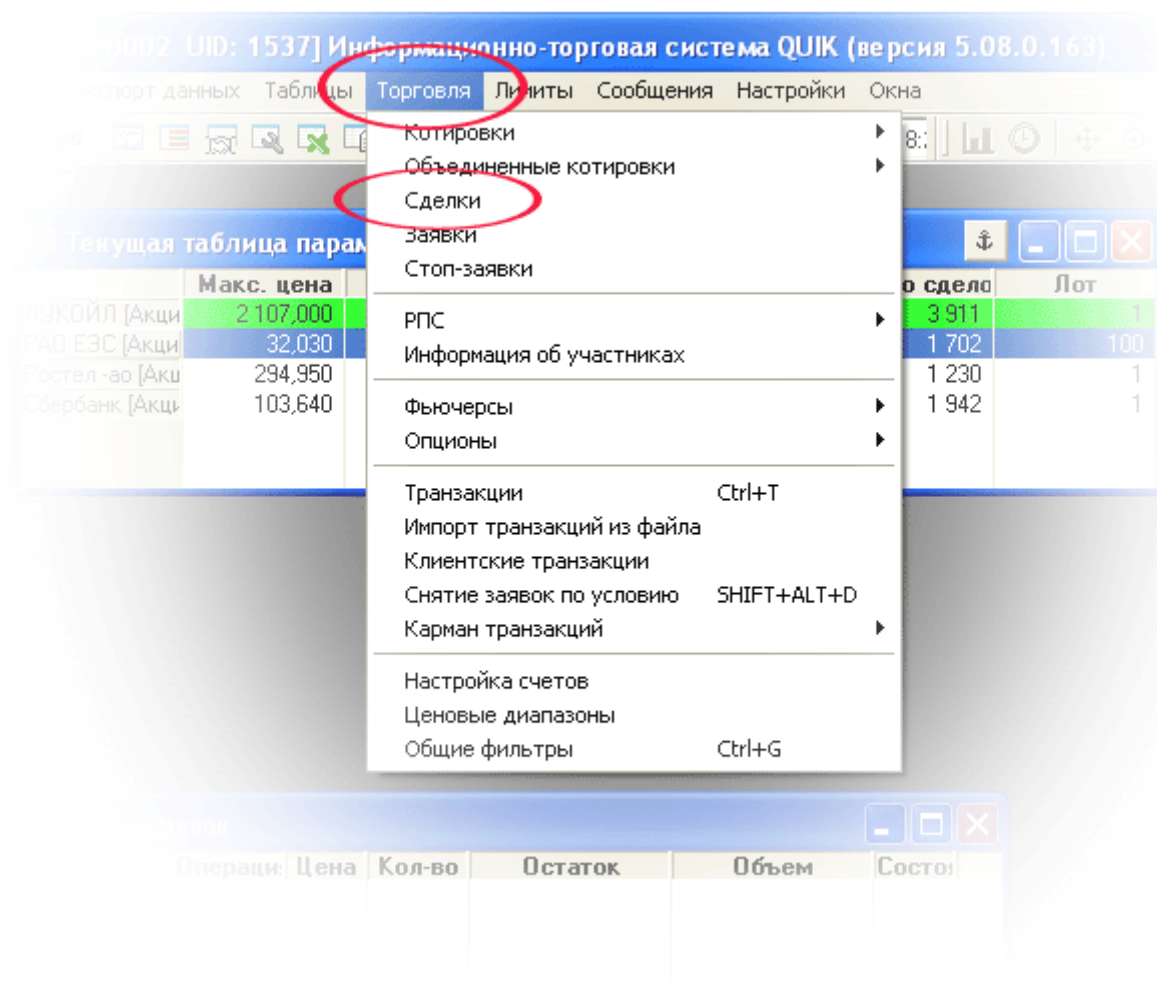 UID: 1537] Информационно-торговая система QUIK (версия 5.08.0.163)
данных Таблицы Торговля Лимиты Сообщения Настройки Окна
Котировки
Объединенные котировки
Сделки
Заявки
Стоп-заявки
РПС
Информация об участниках
Фьючерсы
Опционы
Транзакции Ctrl+T
Импорт транзакций из файла
Клиентские транзакции
Снятие заявок по условию SHIFT+ALT+D
Карман транзакций
Настройка счетов
Ценовые диапазоны
Общие фильтры Ctrl+G
Текущая таблица парам
Макс. цена о сдело Лот
ЛУКОЙЛ [Акци 2 107,000 3 911 1
РАО ЕЭС [Акци 32,030 1 702 100
Ростел -ао [Акц 294,950 1 230 1
Сбербанк [Акци 103,640 1 942 1
Операци Цена Кол-во Остаток Объем Состоя